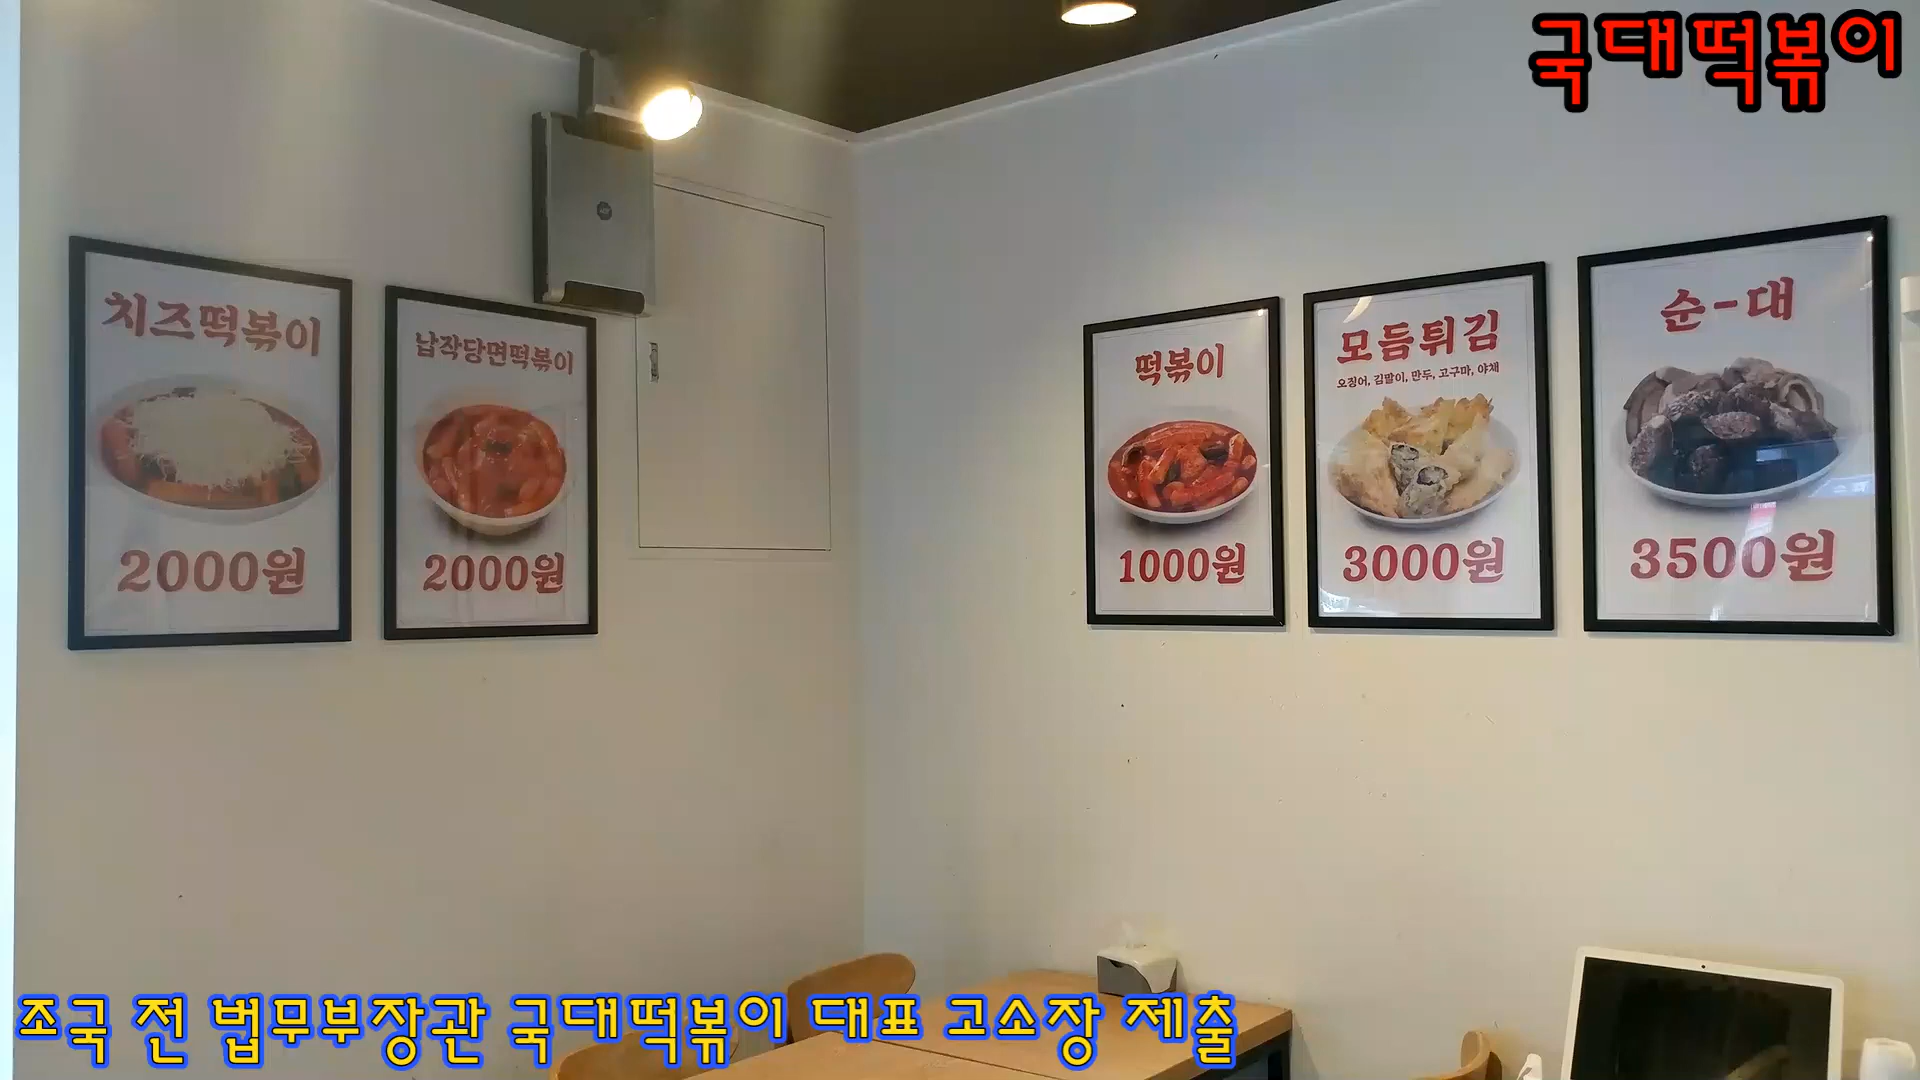 국대떡볶이
치즈떡볶이
2000원
납작당면떡볶이
2000원
떡볶이
1000원
모듬튀김
오징어, 김말이, 만두, 고구마, 야채
3000원
순-대
3500원
조국 전 법무부장관 국대떡볶이 대표 고소장 제출